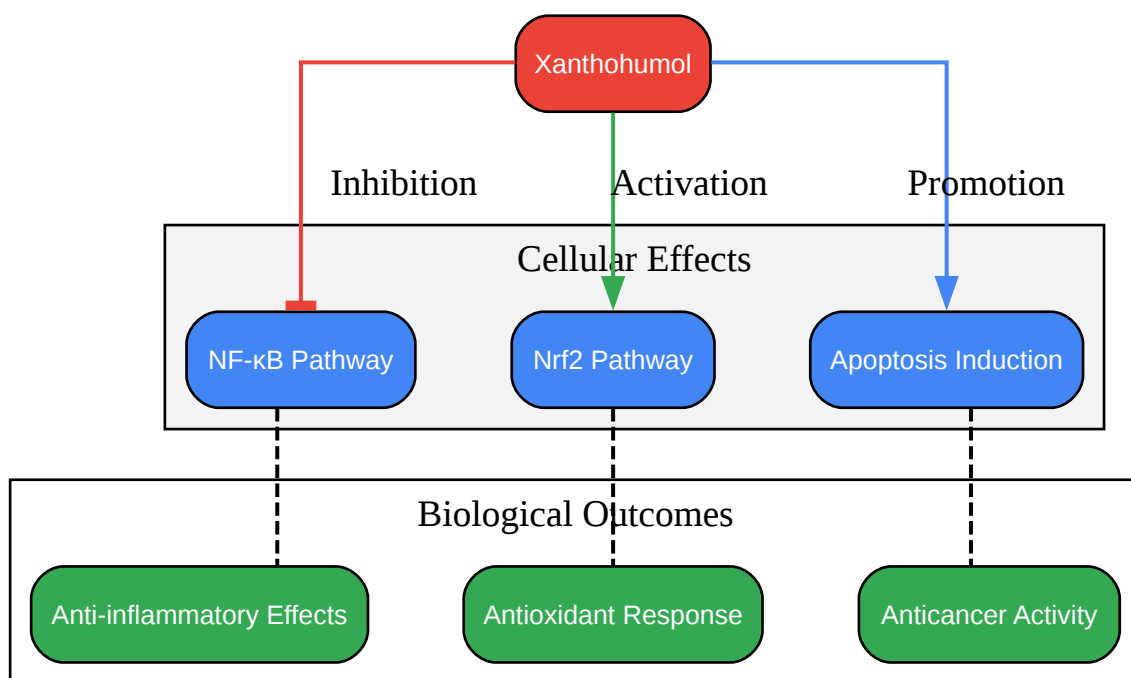 Xanthohumol
Inhibition
Activation
Promotion
Cellular Effects
NF-κB Pathway
Nrf2 Pathway
Apoptosis Induction
Biological Outcomes
Anti-inflammatory Effects
Antioxidant Response
Anticancer Activity